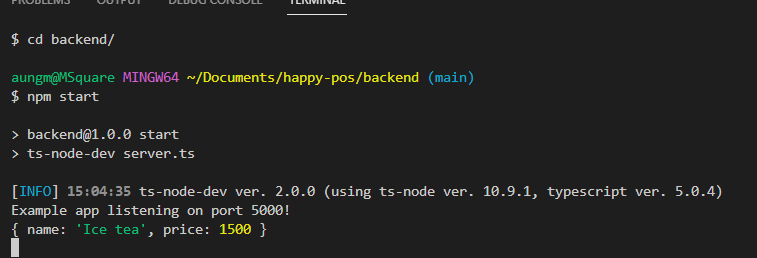 PROBLEMS OUTPUT DEBUG CONSOLE TERMINAL
$ cd backend/
aungm@MSquare MINGW64 ~/Documents/happy-pos/backend (main)
$ npm start
> backend@1.0.0 start
> ts-node-dev server.ts
[INFO] 15:04:35 ts-node-dev ver. 2.0.0 (using ts-node ver. 10.9.1, typescript ver. 5.0.4)
Example app listening on port 5000!
{ name: 'Ice tea', price: 1500 }